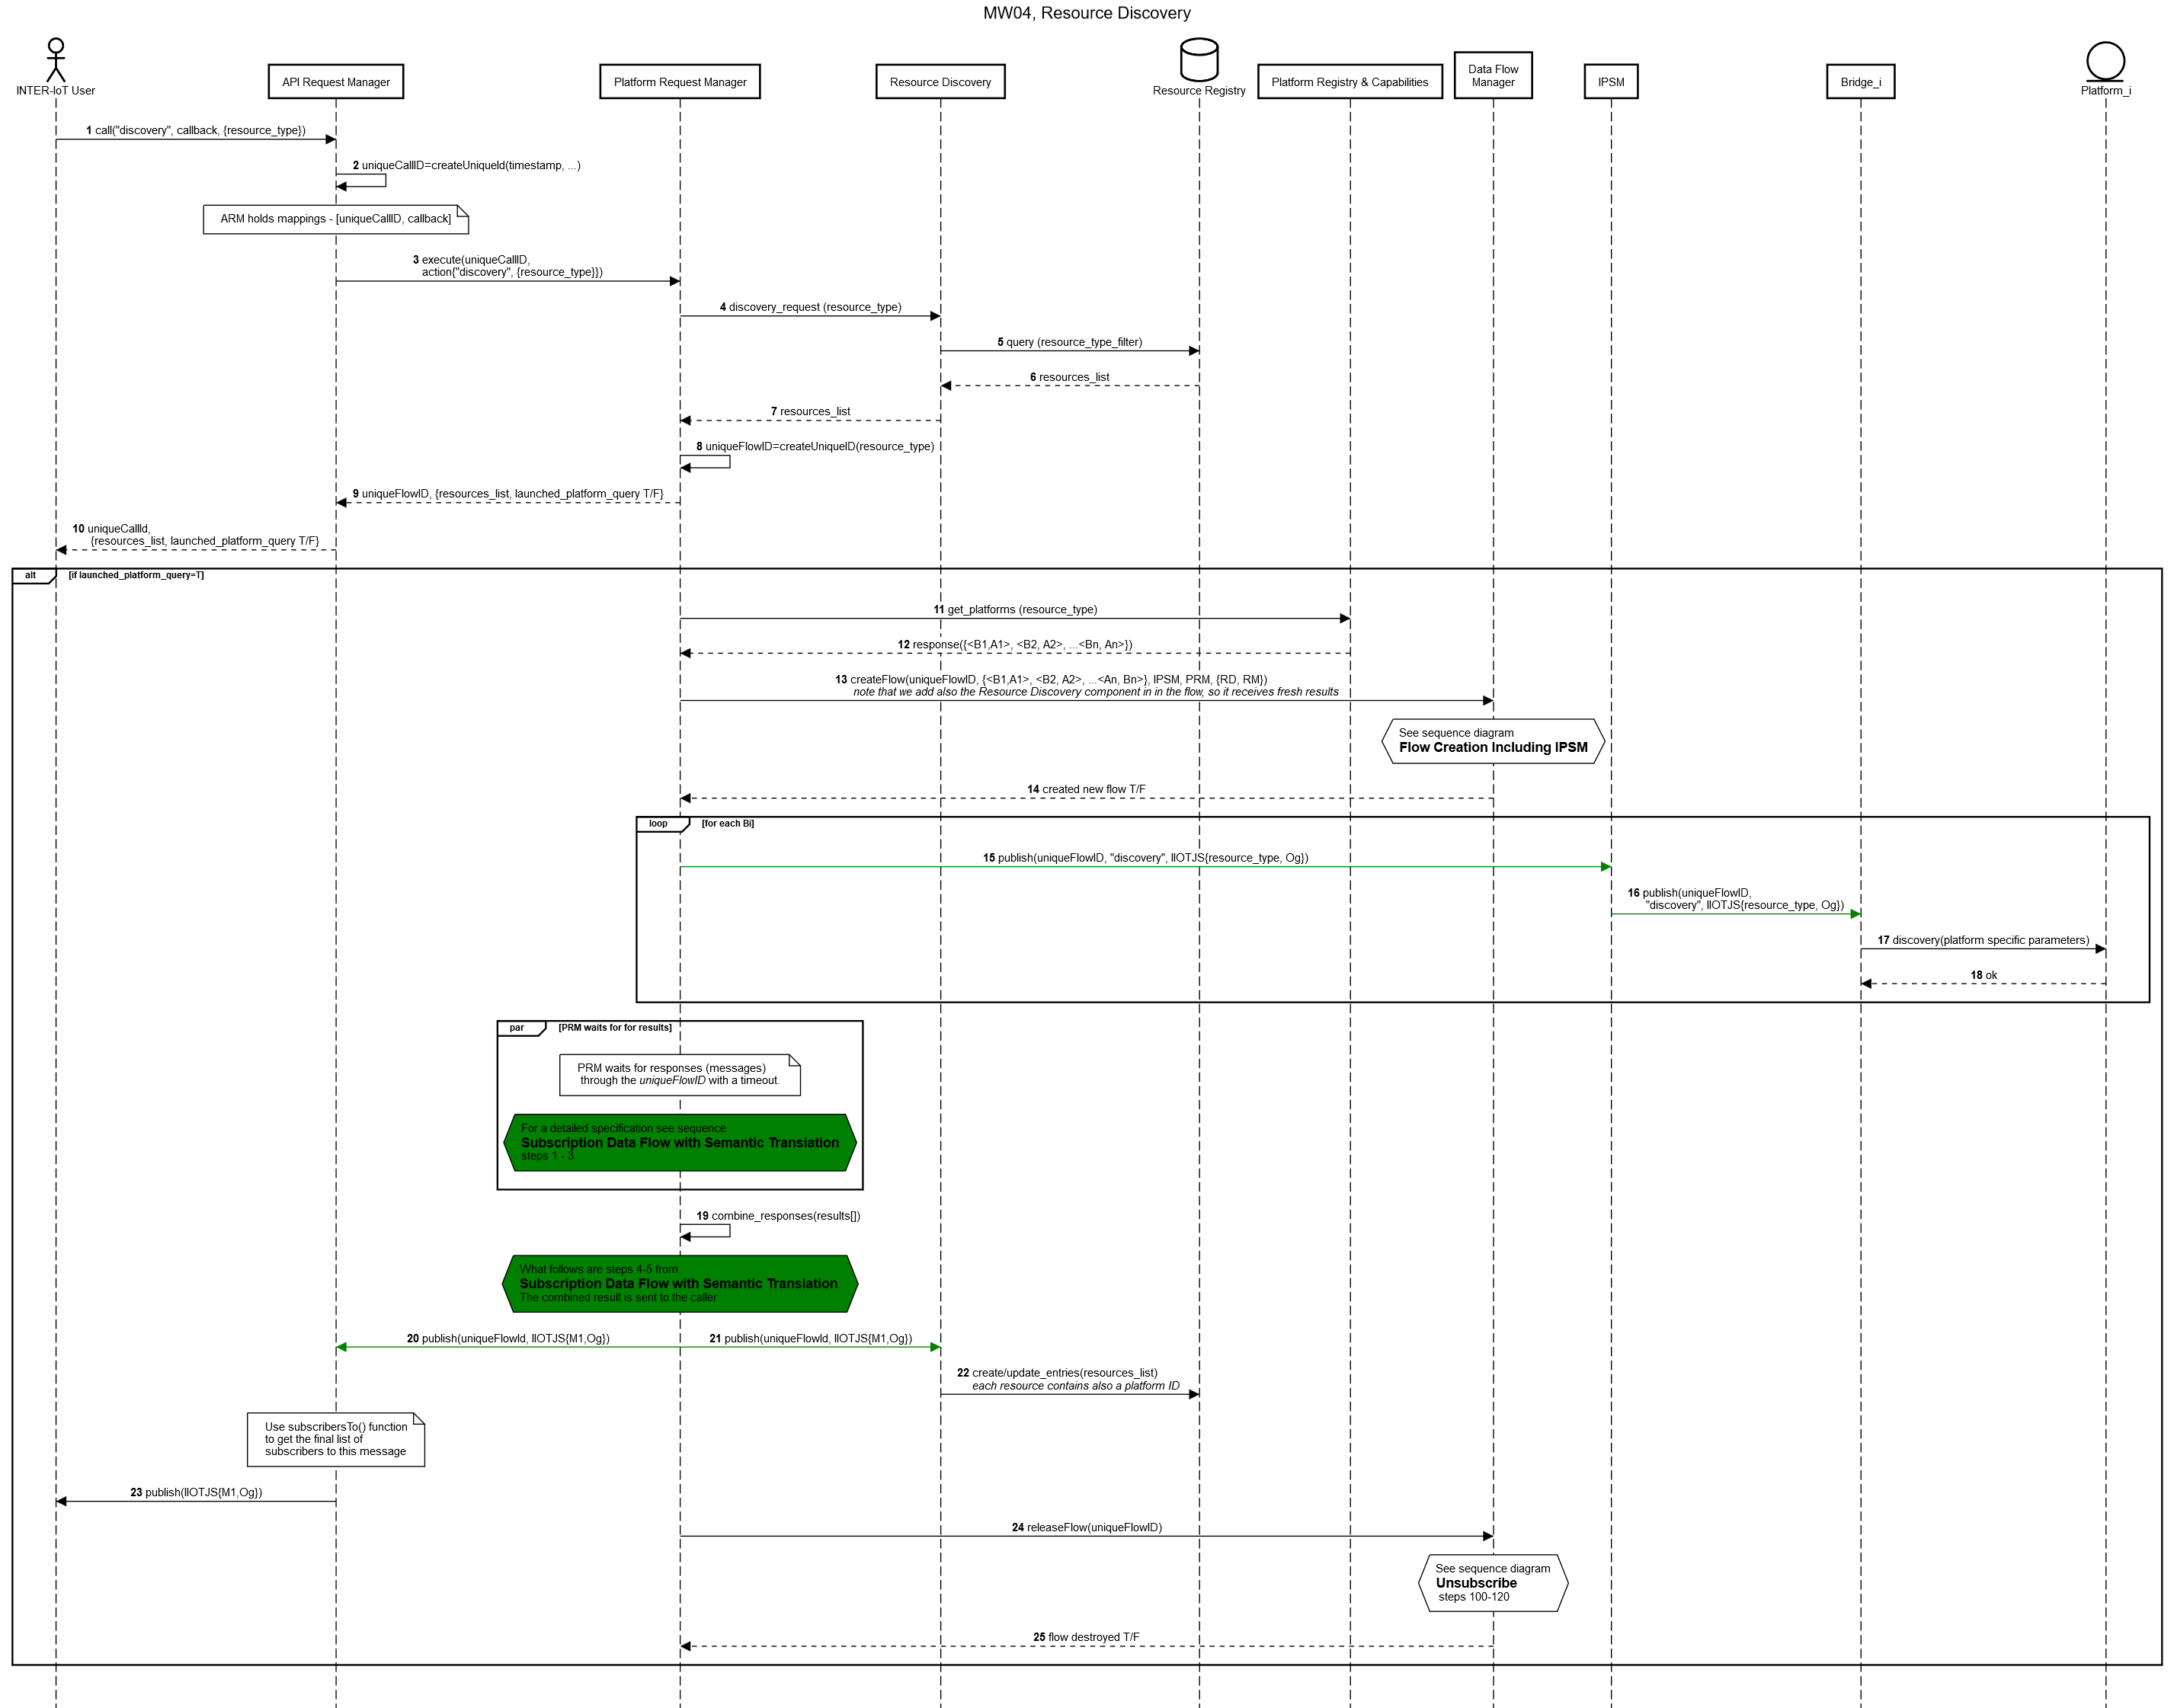 MW04, Resource Discovery
INTER-IoT User
API Request Manager
Platform Request Manager
Resource Discovery
Resource Registry
Platform Registry & Capabilities
Data Flow
Manager
IPSM
Bridge_i
Platform_i
1 call("discovery", callback, {resource_type})
2 uniqueCallID=createUniqueId(timestamp, ...)
ARM holds mappings - [uniqueCallID, callback]
3 execute(uniqueCallID,
action{"discovery", {resource_type}})
4 discovery_request (resource_type)
5 query (resource_type_filter)
6 resources_list
7 resources_list
8 uniqueFlowID=createUniqueID(resource_type)
9 uniqueFlowID, {resources_list, launched_platform_query T/F}
10 uniqueCallId,
{resources_list, launched_platform_query T/F}
alt [if launched_platform_query=T]
11 get_platforms (resource_type)
12 response({<B1,A1>, <B2, A2>, ...<Bn, An>})
13 createFlow(uniqueFlowID, {<B1,A1>, <B2, A2>, ...<An, Bn>}, IPSM, PRM, {RD, RM})
note that we add also the Resource Discovery component in in the flow, so it receives fresh results
See sequence diagram
Flow Creation Including IPSM
14 created new flow T/F
loop [for each Bi]
15 publish(uniqueFlowID, "discovery", IIOTJS{resource_type, Og})
16 publish(uniqueFlowID,
"discovery", IIOTJS{resource_type, Og})
17 discovery(platform specific parameters)
18 ok
par [PRM waits for for results]
PRM waits for responses (messages)
through the uniqueFlowID with a timeout.
For a detailed specification see sequence
Subscription Data Flow with Semantic Translation
steps 1 - 3
19 combine_responses(results[])
What follows are steps 4-5 from
Subscription Data Flow with Semantic Translation
The combined result is sent to the caller
20 publish(uniqueFlowId, IIOTJS{M1,Og})
21 publish(uniqueFlowId, IIOTJS{M1,Og})
22 create/update_entries(resources_list)
each resource contains also a platform ID
Use subscribersTo() function
to get the final list of
subscribers to this message
23 publish(IIOTJS{M1,Og})
24 releaseFlow(uniqueFlowID)
See sequence diagram
Unsubscribe
steps 100-120
25 flow destroyed T/F